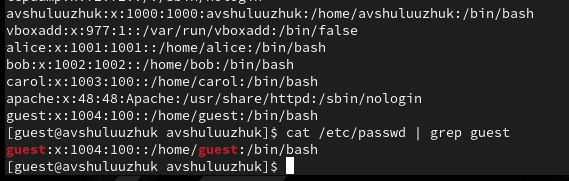 avshuluuzhuk:x:1000:1000:avshuluuzhuk:/home/avshuluuzhuk:/bin/bash
vboxadd:x:977:1::/var/run/vboxadd:/bin/false
alice:x:1001:1001::/home/alice:/bin/bash
bob:x:1002:1002::/home/bob:/bin/bash
carol:x:1003:100::/home/carol:/bin/bash
apache:x:48:48:Apache:/usr/share/httpd:/sbin/nologin
guest:x:1004:100::/home/guest:/bin/bash
[guest@avshuluuzhuk avshuluuzhuk]$ cat /etc/passwd | grep guest
guest:x:1004:100::/home/guest:/bin/bash
[guest@avshuluuzhuk avshuluuzhuk]$